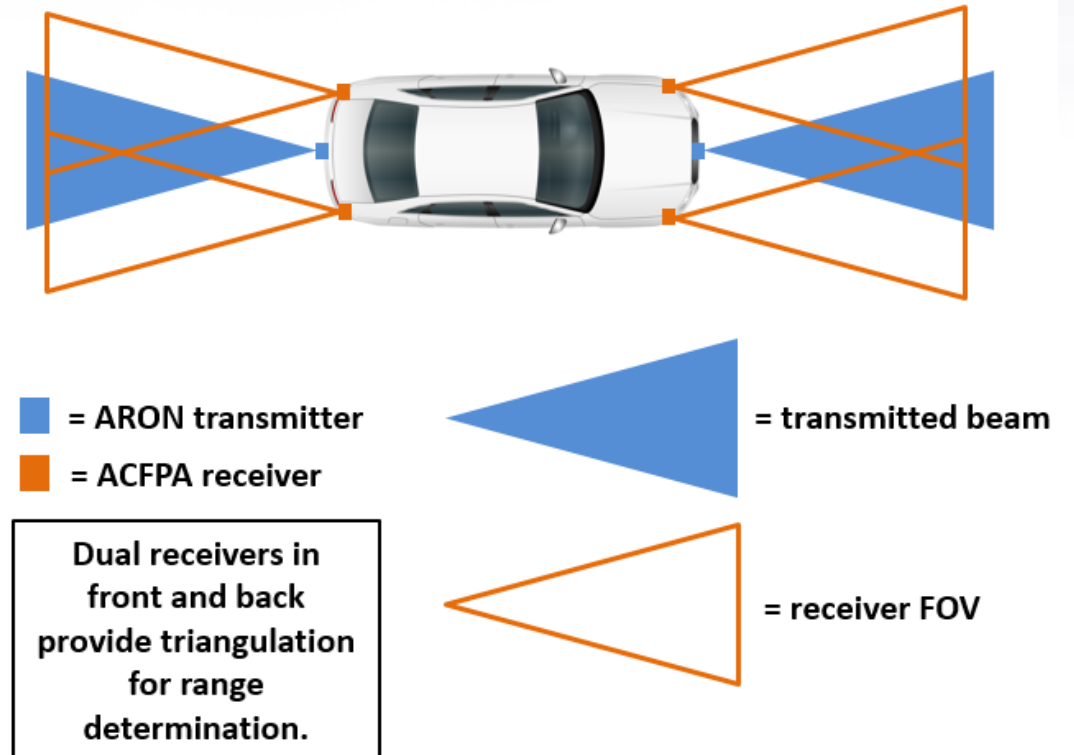 = ARON transmitter
= transmitted beam
= ACFPA receiver
Dual receivers in
front and back
provide triangulation
for range
determination.
= receiver FOV